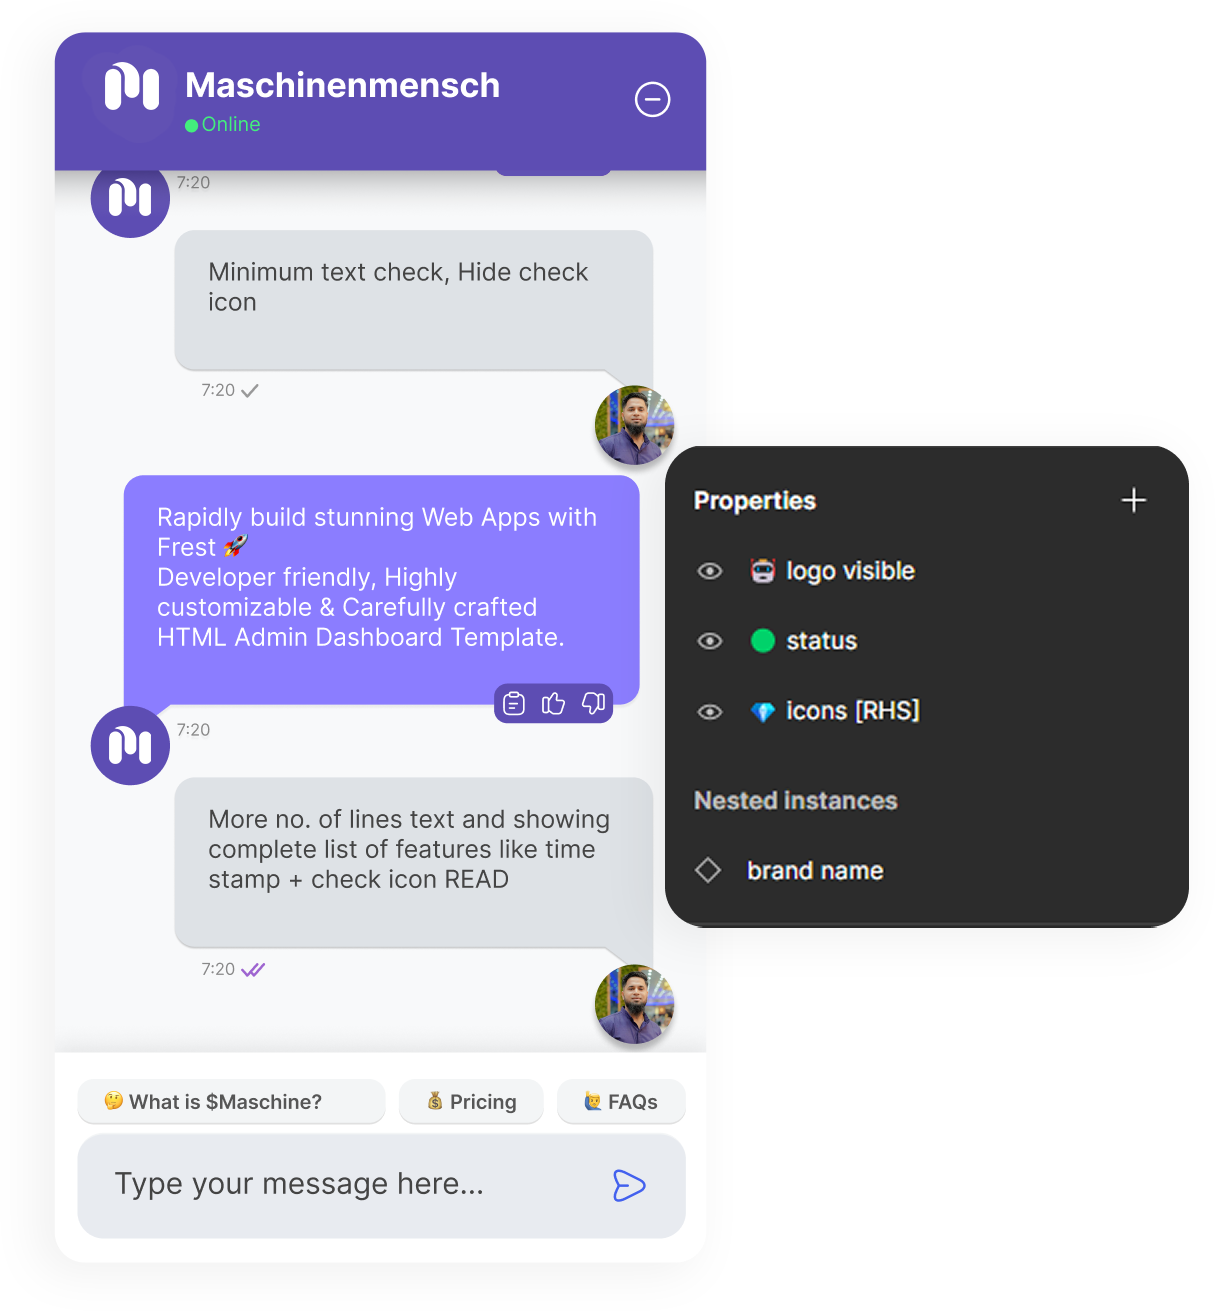 Maschinenmensch
Online
7:20
Minimum text check, Hide check
icon
7:20
Rapidly build stunning Web Apps with
Frest 🚀
Developer friendly, Highly
customizable & Carefully crafted
HTML Admin Dashboard Template.
7:20
More no. of lines text and showing
complete list of features like time
stamp + check icon READ
7:20
🤔 What is $Maschine?
💰 Pricing
🙋‍♂️ FAQs
Type your message here...
Properties
🤖 logo visible
🟢 status
💎 icons [RHS]
Nested instances
brand name